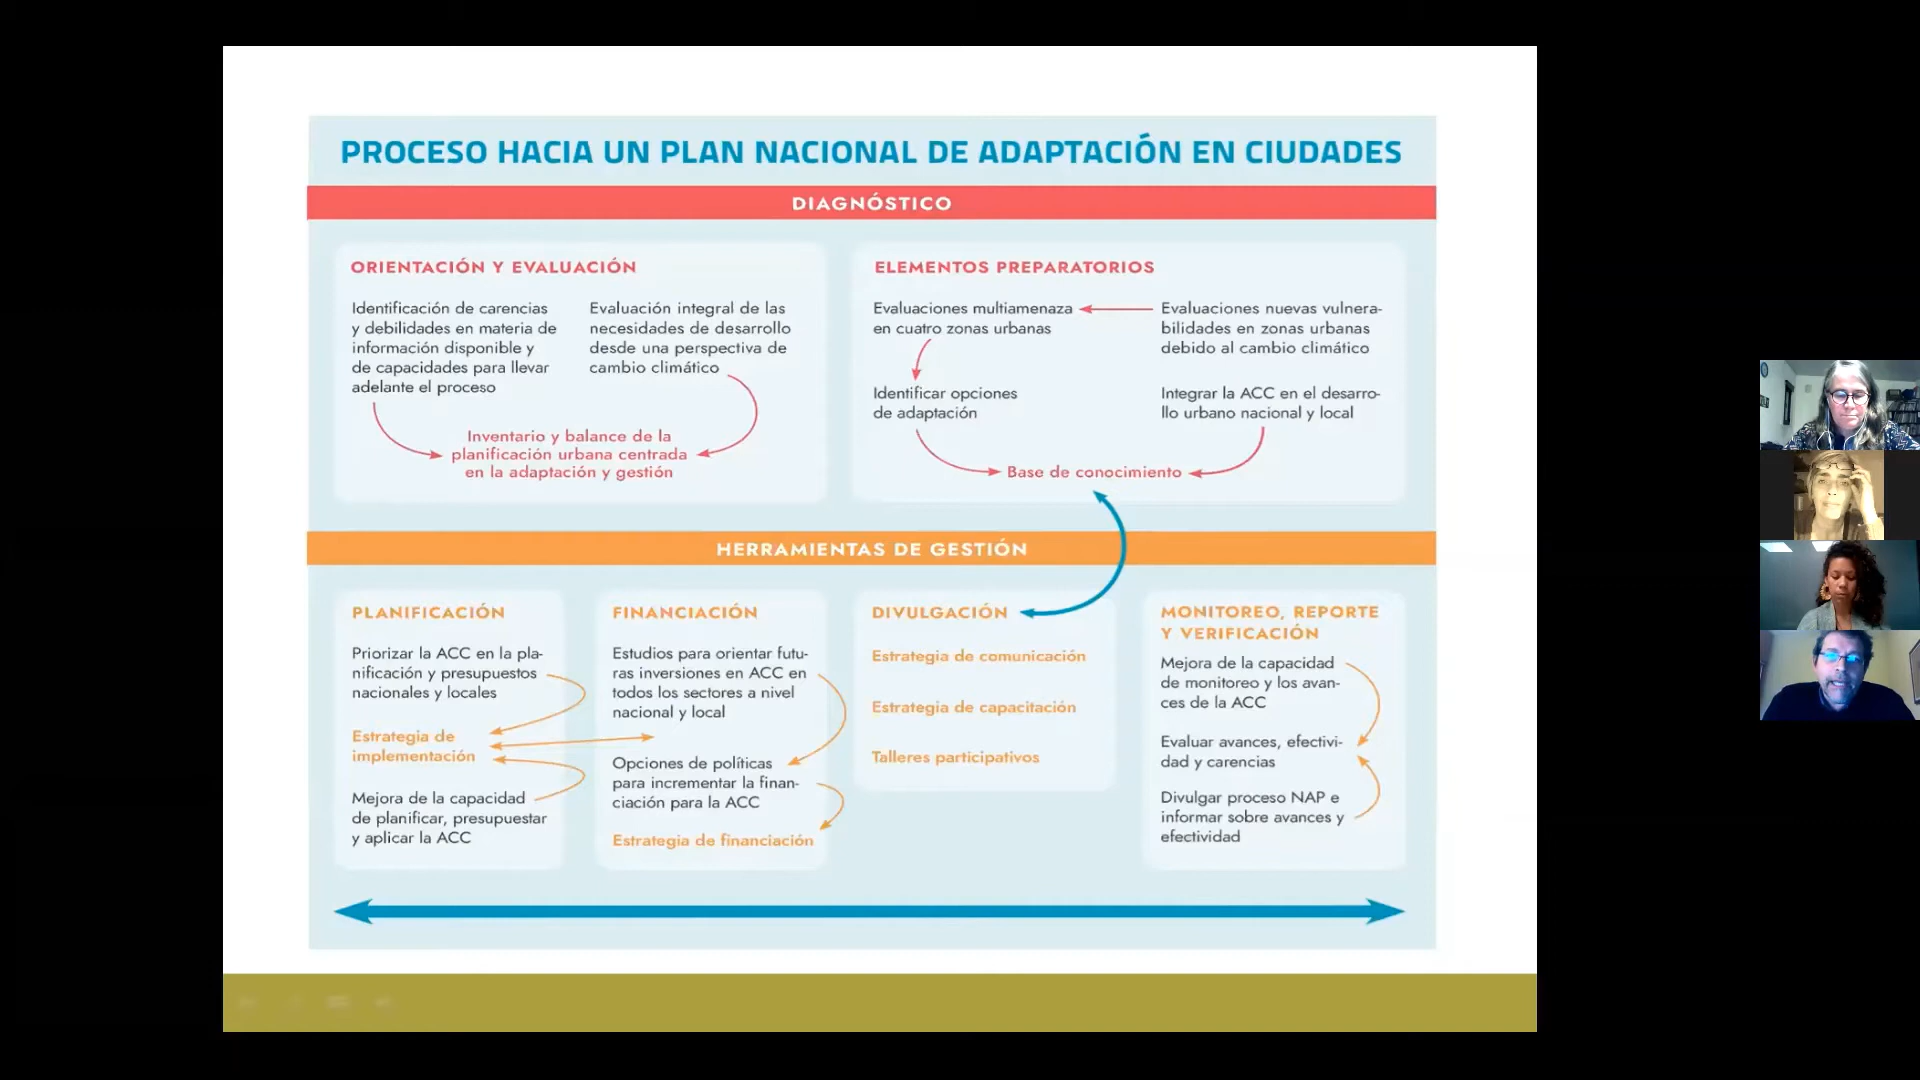 PROCESO HACIA UN PLAN NACIONAL DE ADAPTACIÓN EN CIUDADES
DIAGNÓSTICO
ORIENTACIÓN Y EVALUACIÓN
Identificación de carencias
y debilidades en materia de
información disponible y
de capacidades para llevar
adelante el proceso
Evaluación integral de las
necesidades de desarrollo
desde una perspectiva de
cambio climático
Inventario y balance de la
planificación urbana centrada
en la adaptación y gestión
ELEMENTOS PREPARATORIOS
Evaluaciones multiamenaza
en cuatro zonas urbanas
Evaluaciones nuevas vulnera-
bilidades en zonas urbanas
debido al cambio climático
Identificar opciones
de adaptación
Integrar la ACC en el desarro-
llo urbano nacional y local
Base de conocimiento
HERRAMIENTAS DE GESTIÓN
PLANIFICACIÓN
Priorizar la ACC en la pla-
nificación y presupuestos
nacionales y locales
Estrategia de
implementación
Mejora de la capacidad
de planificar, presupuestar
y aplicar la ACC
FINANCIACIÓN
Estudios para orientar futu-
ras inversiones en ACC en
todos los sectores a nivel
nacional y local
Opciones de políticas
para incrementar la finan-
ciación para la ACC
Estrategia de financiación
DIVULGACIÓN
Estrategia de comunicación
Estrategia de capacitación
Talleres participativos
MONITOREO, REPORTE
Y VERIFICACIÓN
Mejora de la capacidad
de monitoreo y los avan-
ces de la ACC
Evaluar avances, efectivi-
dad y carencias
Divulgar proceso NAP e
informar sobre avances y
efectividad